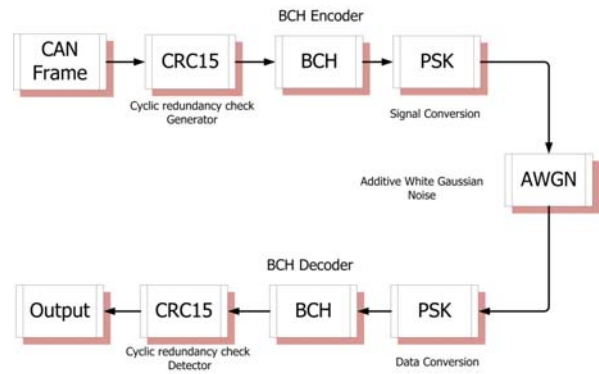 BCH Encoder
CAN
Frame
CRC15
BCH
PSK
Cyclic redundancy check
Generator
Signal Conversion
Additive White Gaussian
Noise
AWGN
BCH Decoder
Output
CRC15
BCH
PSK
Cyclic redundancy check
Detector
Data Conversion